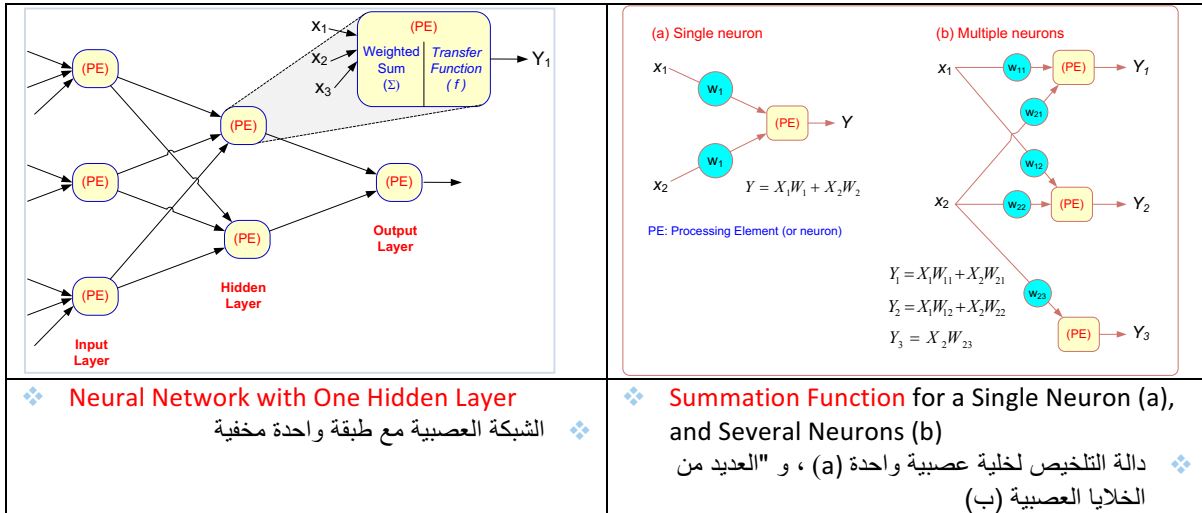 x1
x2
x3
(PE)
Weighted Sum (Σ)
Transfer Function (f)
Y1
(PE)
(PE)
(PE)
(PE)
(PE)
(PE)
Output Layer
Hidden Layer
Input Layer
❖ Neural Network with One Hidden Layer
❖ الشبكة العصبية مع طبقة واحدة مخفية
(a) Single neuron
x1
w1
(PE)
Y
w1
x2
Y = X1W1 + X2W2
PE: Processing Element (or neuron)
(b) Multiple neurons
x1
w11
(PE)
Y1
w21
w12
x2
w22
(PE)
Y2
w23
(PE)
Y3
Y1 = X1W11 + X2W21
Y2 = X1W12 + X2W22
Y3 = X2W23
❖ Summation Function for a Single Neuron (a),
and Several Neurons (b)
❖ دالة التلخيص لخلية عصبية واحدة (a) ، و "العديد من
الخلايا العصبية (ب)